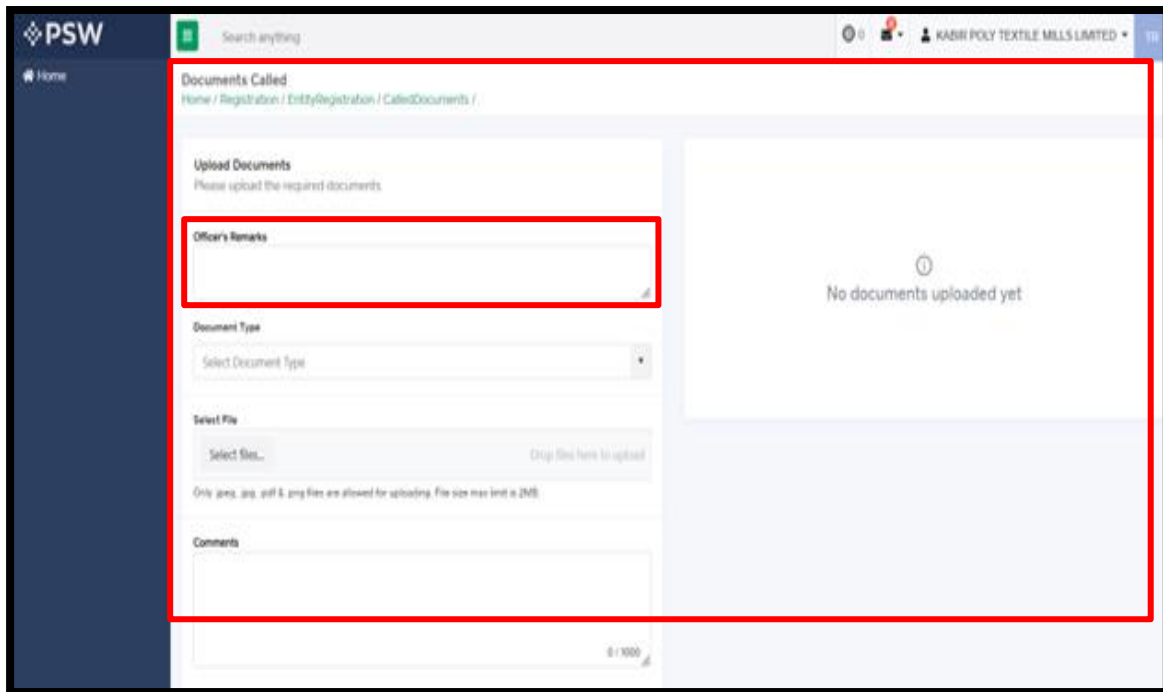 PSW
Search anything
0
KABIR POLY TEXTILE MILLS LIMITED
TR
Home
Documents Called
Home / Registration / EntityRegistration / CalledDocuments /
Upload Documents
Please upload the required documents
Officer's Remarks
No documents uploaded yet
Document Type
Select Document Type
Select File
Select files...
Drop files here to upload
Only .jpeg, .jpg, .pdf & .png files are allowed for uploading. File size max limit is 2MB.
Comments
0 / 1000